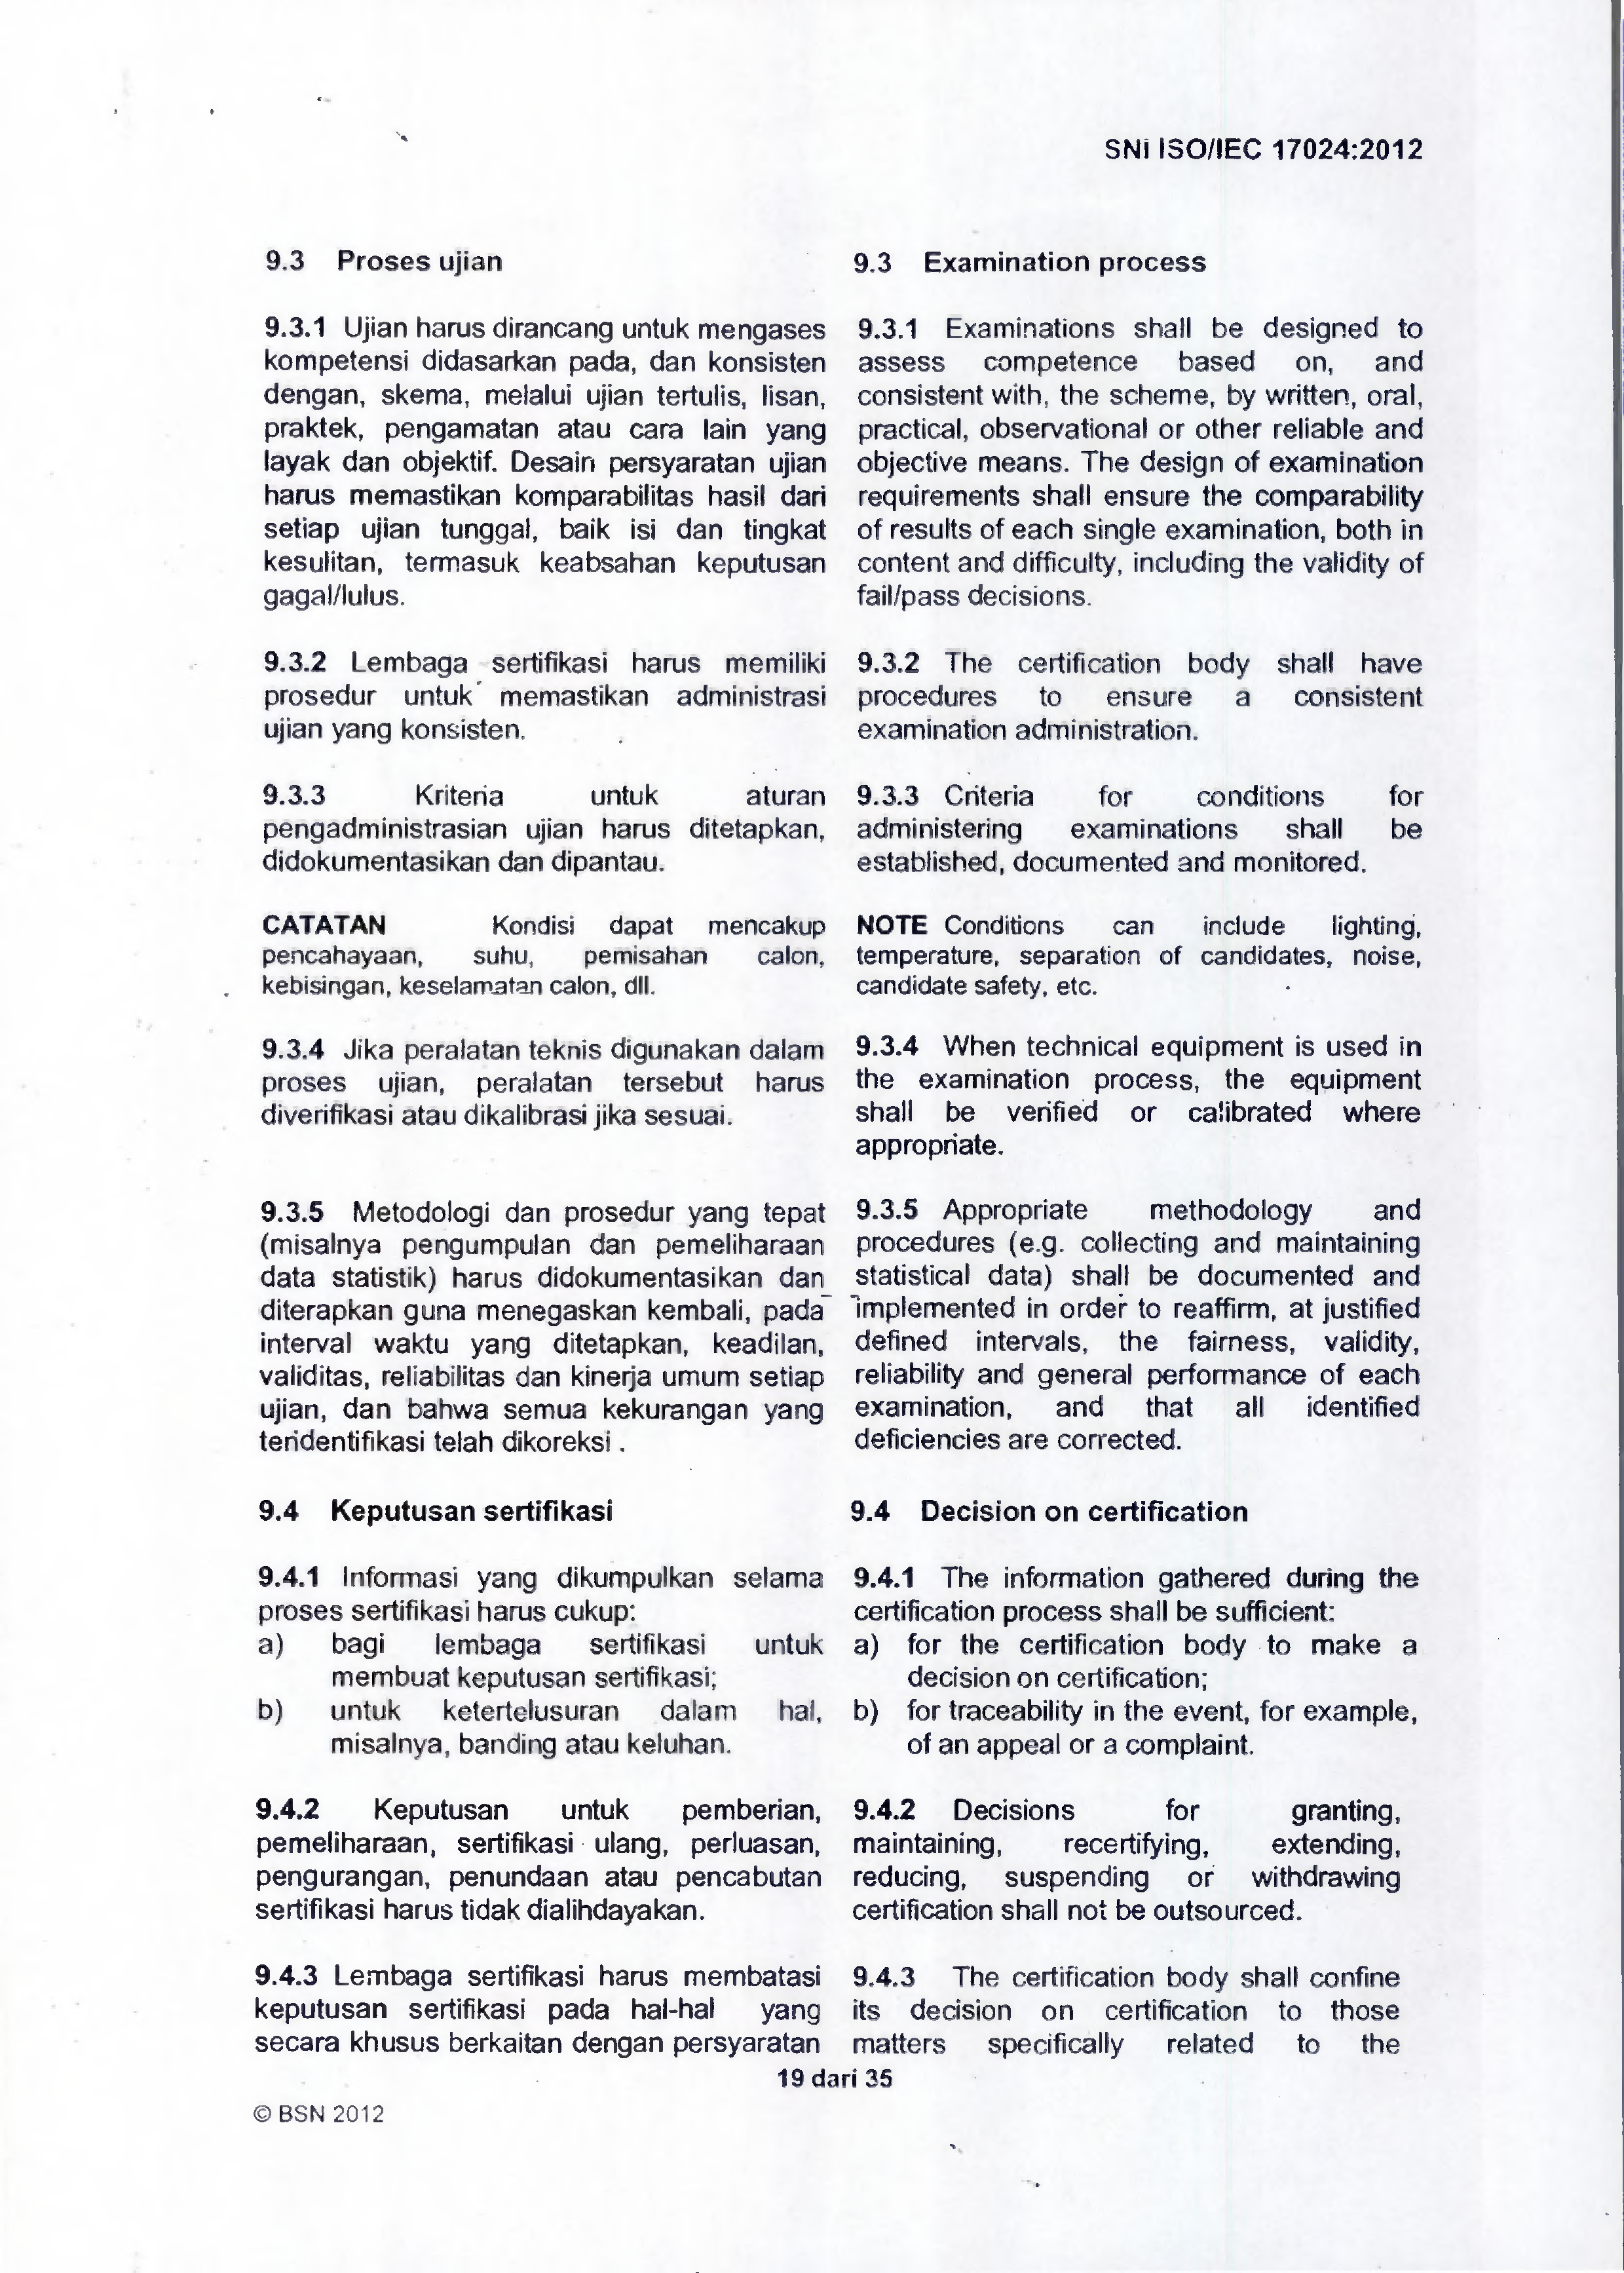 SNI ISO/IEC 17024:2012
9.3 Proses ujian
9.3.1 Ujian harus dirancang untuk mengases
kompetensi didasarkan pada, dan konsisten
dengan, skema, melalui ujian tertulis, lisan,
praktek, pengamatan atau cara lain yang
layak dan objektif. Desain persyaratan ujian
harus memastikan komparabilitas hasil dari
setiap ujian tunggal, baik isi dan tingkat
kesulitan, termasuk keabsahan keputusan
gagal/lulus.
9.3.2 Lembaga sertifikasi harus memiliki
prosedur untuk memastikan administrasi
ujian yang konsisten.
9.3.3 Kriteria untuk aturan
pengadministrasian ujian harus ditetapkan,
didokumentasikan dan dipantau.
CATATAN Kondisi dapat mencakup
pencahayaan, suhu, pemisahan calon,
kebisingan, keselamatan calon, dll.
9.3.4 Jika peralatan teknis digunakan dalam
proses ujian, peralatan tersebut harus
diverifikasi atau dikalibrasi jika sesuai.
9.3.5 Metodologi dan prosedur yang tepat
(misalnya pengumpulan dan pemeliharaan
data statistik) harus didokumentasikan dan
diterapkan guna menegaskan kembali, pada
interval waktu yang ditetapkan, keadilan,
validitas, reliabilitas dan kinerja umum setiap
ujian, dan bahwa semua kekurangan yang
teridentifikasi telah dikoreksi .
9.4 Keputusan sertifikasi
9.4.1 Informasi yang dikumpulkan selama
proses sertifikasi harus cukup:
a) bagi lembaga sertifikasi untuk
membuat keputusan sertifikasi;
b) untuk ketertelusuran dalam hal,
misalnya, banding atau keluhan.
9.4.2 Keputusan untuk pemberian,
pemeliharaan, sertifikasi ulang, perluasan,
pengurangan, penundaan atau pencabutan
sertifikasi harus tidak dialihdayakan.
9.4.3 Lembaga sertifikasi harus membatasi
keputusan sertifikasi pada hal-hal yang
secara khusus berkaitan dengan persyaratan
9.3 Examination process
9.3.1 Examinations shall be designed to
assess competence based on, and
consistent with, the scheme, by written, oral,
practical, observational or other reliable and
objective means. The design of examination
requirements shall ensure the comparability
of results of each single examination, both in
content and difficulty, including the validity of
fail/pass decisions.
9.3.2 The certification body shall have
procedures to ensure a consistent
examination administration.
9.3.3 Criteria for conditions for
administering examinations shall be
established, documented and monitored.
NOTE Conditions can include lighting,
temperature, separation of candidates, noise,
candidate safety, etc.
9.3.4 When technical equipment is used in
the examination process, the equipment
shall be verified or calibrated where
appropriate.
9.3.5 Appropriate methodology and
procedures (e.g. collecting and maintaining
statistical data) shall be documented and
implemented in order to reaffirm, at justified
defined intervals, the fairness, validity,
reliability and general performance of each
examination, and that all identified
deficiencies are corrected.
9.4 Decision on certification
9.4.1 The information gathered during the
certification process shall be sufficient:
a) for the certification body to make a
decision on certification;
b) for traceability in the event, for example,
of an appeal or a complaint.
9.4.2 Decisions for granting,
maintaining, recertifying, extending,
reducing, suspending or withdrawing
certification shall not be outsourced.
9.4.3 The certification body shall confine
its decision on certification to those
matters specifically related to the
19 dari 35
© BSN 2012